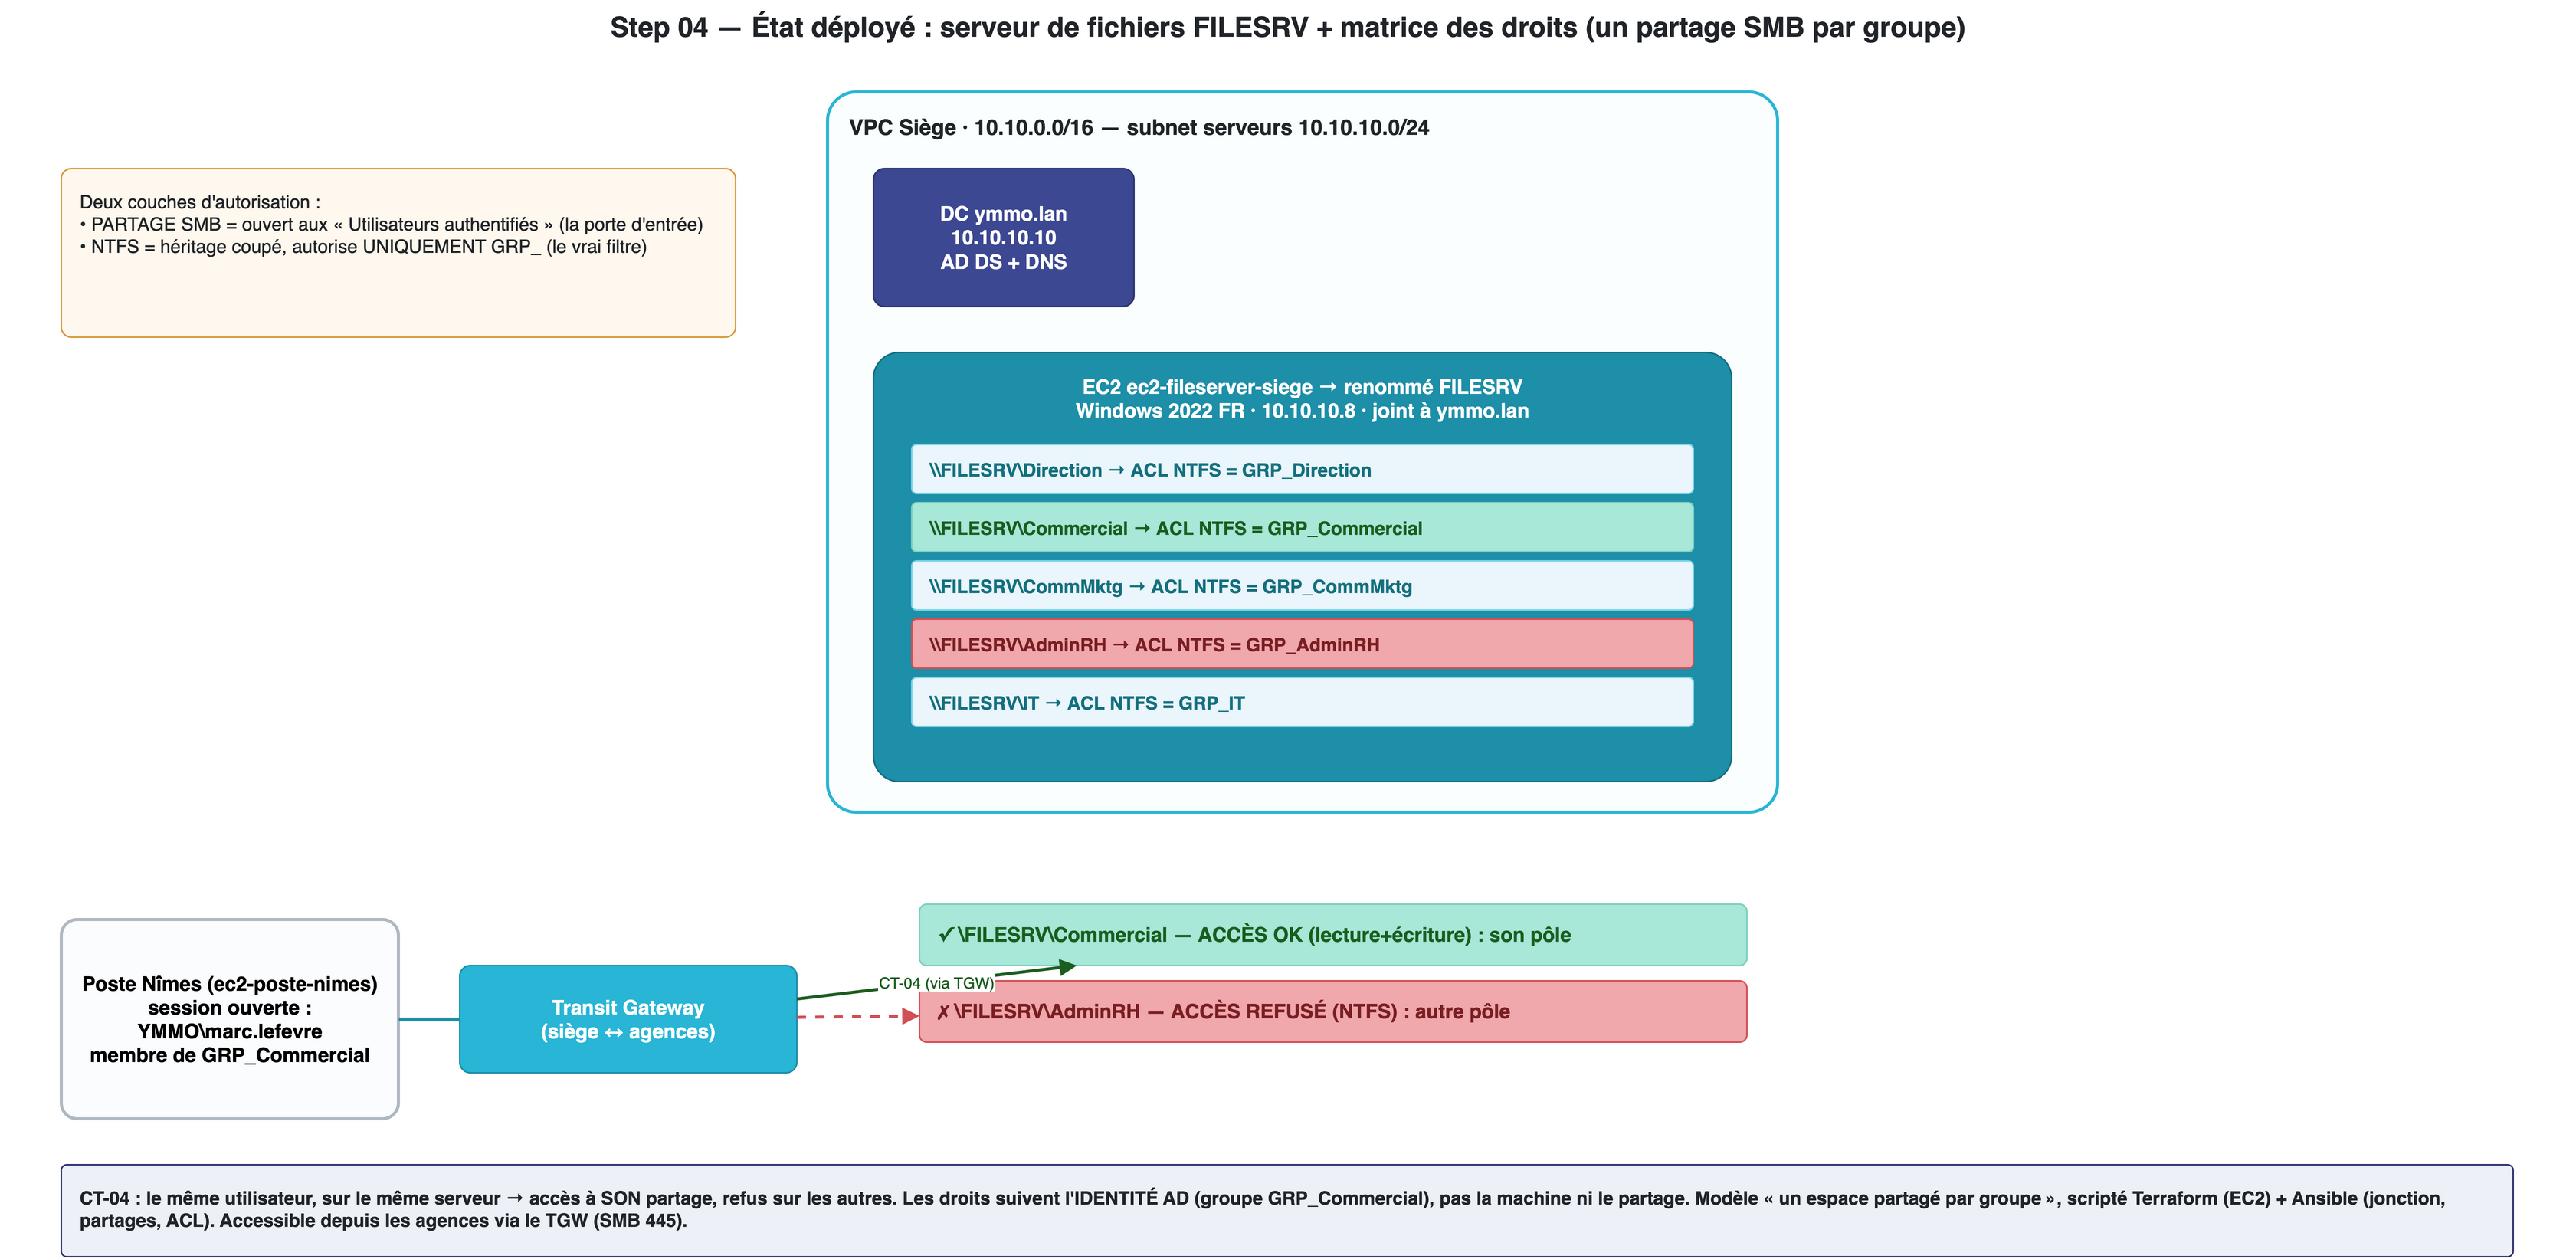 Step 04 — État déployé : serveur de fichiers FILESRV + matrice des droits (un partage SMB par groupe)
VPC Siège · 10.10.0.0/16 — subnet serveurs 10.10.10.0/24
Deux couches d'autorisation :
• PARTAGE SMB = ouvert aux « Utilisateurs authentifiés » (la porte d'entrée)
• NTFS = héritage coupé, autorise UNIQUEMENT GRP_ (le vrai filtre)
DC ymmo.lan
10.10.10.10
AD DS + DNS
EC2 ec2-fileserver-siege → renommé FILESRV
Windows 2022 FR · 10.10.10.8 · joint à ymmo.lan
\\FILESRV\Direction → ACL NTFS = GRP_Direction
\\FILESRV\Commercial → ACL NTFS = GRP_Commercial
\\FILESRV\CommMktg → ACL NTFS = GRP_CommMktg
\\FILESRV\AdminRH → ACL NTFS = GRP_AdminRH
\\FILESRV\IT → ACL NTFS = GRP_IT
Poste Nîmes (ec2-poste-nimes)
session ouverte :
YMMO\marc.lefevre
membre de GRP_Commercial
Transit Gateway
(siège ↔ agences)
CT-04 (via TGW)
✓ \FILESRV\Commercial — ACCÈS OK (lecture+écriture) : son pôle
✗ \FILESRV\AdminRH — ACCÈS REFUSÉ (NTFS) : autre pôle
CT-04 : le même utilisateur, sur le même serveur → accès à SON partage, refus sur les autres. Les droits suivent l'IDENTITÉ AD (groupe GRP_Commercial), pas la machine ni le partage. Modèle « un espace partagé par groupe », scripté Terraform (EC2) + Ansible (jonction,
partages, ACL). Accessible depuis les agences via le TGW (SMB 445).